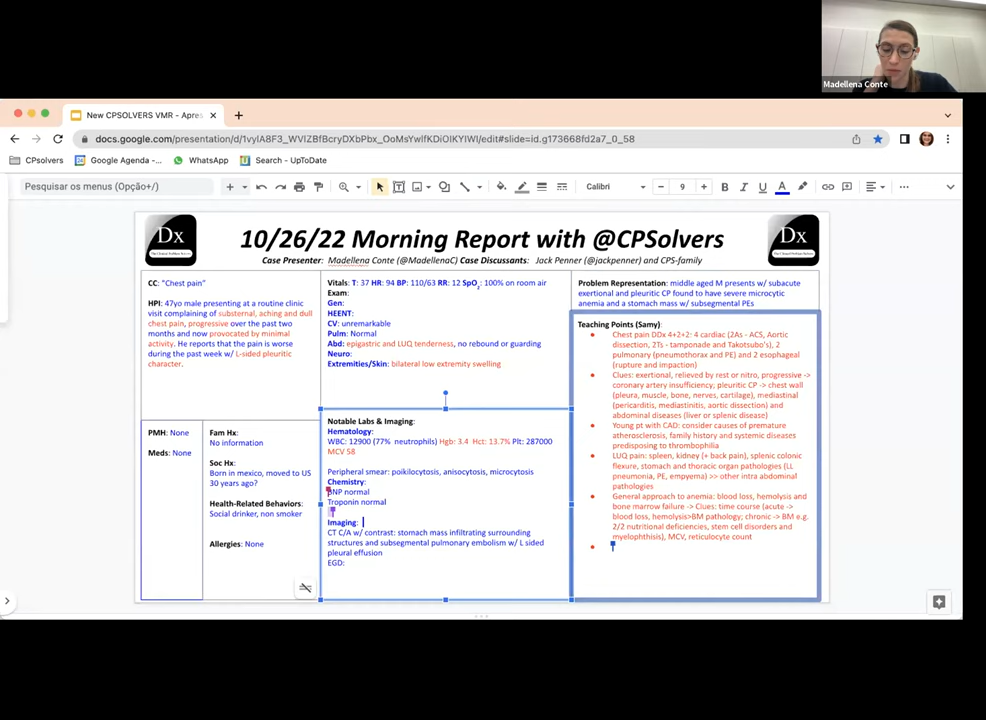 Madellena Conte
New CPSOLVERS VMR - Apres
docs.google.com/presentation/d/1vylA8F3_WVIZBfBcryDXbPbx_OoMsYwlfKDiOIKYIWI/edit#slide=id.g173668fd2a7_0_58
CPsolvers
Google Agenda -...
WhatsApp
Search - UpToDate
Pesquisar os menus (Opção+/)
Calibri
9
B
I
U
A
Dx
10/26/22 Morning Report with @CPSolvers
Case Presenter: Madellena Conte (@MadellenaC) Case Discussants: Jack Penner (@jackpenner) and CPS-family
Dx
CC: "Chest pain"
HPI: 47yo male presenting at a routine clinic
visit complaining of substernal, aching and dull
chest pain, progressive over the past two
months and now provocated by minimal
activity. He reports that the pain is worse
during the past week w/ L-sided pleuritic
character.
PMH: None
Meds: None
Fam Hx:
No information
Soc Hx:
Born in mexico, moved to US
30 years ago?
Health-Related Behaviors:
Social drinker, non smoker
Allergies: None
Vitals: T: 37 HR: 94 BP: 110/63 RR: 12 SpO2: 100% on room air
Exam:
Gen:
HEENT:
CV: unremarkable
Pulm: Normal
Abd: epigastric and LUQ tenderness, no rebound or guarding
Neuro:
Extremities/Skin: bilateral low extremity swelling
Notable Labs & Imaging:
Hematology:
WBC: 12900 (77% neutrophils) Hgb: 3.4 Hct: 13.7% Plt: 287000
MCV 58
Peripheral smear: poikilocytosis, anisocytosis, microcytosis
Chemistry:
BNP normal
Troponin normal
Imaging:
CT C/A w/ contrast: stomach mass infiltrating surrounding
structures and subsegmental pulmonary embolism w/ L sided
pleural effusion
EGD:
Problem Representation: middle aged M presents w/ subacute
exertional and pleuritic CP found to have severe microcytic
anemia and a stomach mass w/ subsegmental PEs
Teaching Points (Samy):
● Chest pain DDx 4+2+2: 4 cardiac (2As - ACS, Aortic
dissection, 2Ts - tamponade and Takotsubo's), 2
pulmonary (pneumothorax and PE) and 2 esophageal
(rupture and impaction)
● Clues: exertional, relieved by rest or nitro, progressive ->
coronary artery insufficiency; pleuritic CP -> chest wall
(pleura, muscle, bone, nerves, cartilage), mediastinal
(pericarditis, mediastinitis, aortic dissection) and
abdominal diseases (liver or splenic disease)
● Young pt with CAD: consider causes of premature
atherosclerosis, family history and systemic diseases
predisposing to thrombophilia
● LUQ pain: spleen, kidney (+ back pain), splenic colonic
flexure, stomach and thoracic organ pathologies (LL
pneumonia, PE, empyema) >> other intra abdominal
pathologies
● General approach to anemia: blood loss, hemolysis and
bone marrow failure -> Clues: time course (acute ->
blood loss, hemolysis>BM pathology; chronic -> BM e.g.
2/2 nutritional deficiencies, stem cell disorders and
myelophthisis), MCV, reticulocyte count
●